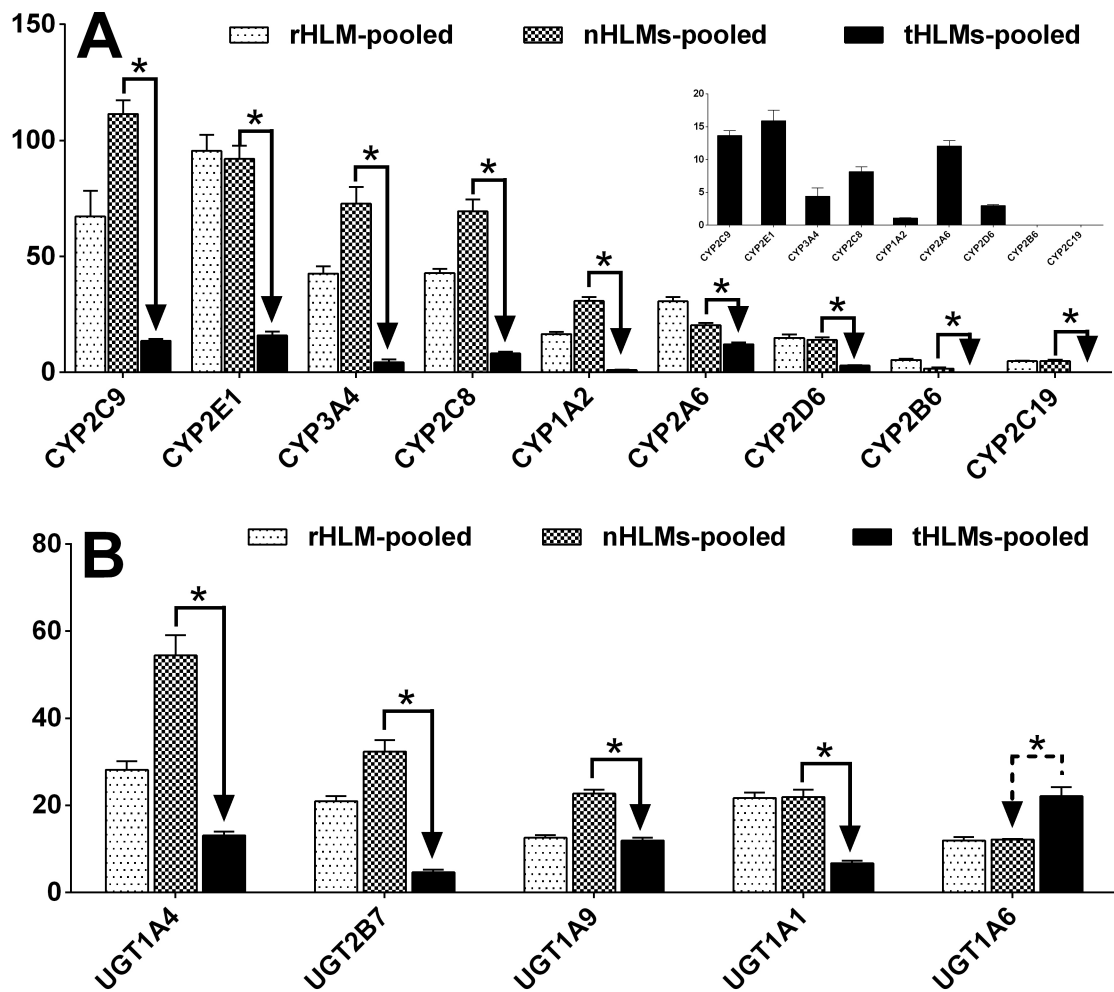 A
rHLM-pooled nHLMs-pooled tHLMs-pooled
150
100
50
0
* * * * * * * * *
20
15
10
5
0
CYP2C9 CYP2E1 CYP3A4 CYP2C8 CYP1A2 CYP2A6 CYP2D6 CYP2B6 CYP2C19
CYP2C9 CYP2E1 CYP3A4 CYP2C8 CYP1A2 CYP2A6 CYP2D6 CYP2B6 CYP2C19
B
rHLM-pooled nHLMs-pooled tHLMs-pooled
80
60
40
20
0
* * * * *
UGT1A4 UGT2B7 UGT1A9 UGT1A1 UGT1A6